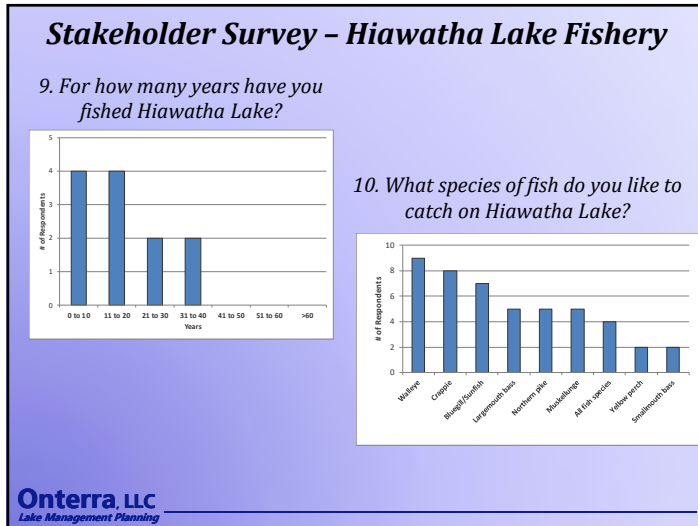 Stakeholder Survey – Hiawatha Lake Fishery
9. For how many years have you
fished Hiawatha Lake?
5
4
3
2
1
0
# of Respondents
0 to 10 11 to 20 21 to 30 31 to 40 41 to 50 51 to 60 >60
Years
10. What species of fish do you like to
catch on Hiawatha Lake?
10
8
6
4
2
0
# of Respondents
Walleye
Crappie
Bluegill/Sunfish
Largemouth bass
Northern pike
Muskellunge
All fish species
Yellow perch
Smallmouth bass
Onterra, LLC
Lake Management Planning